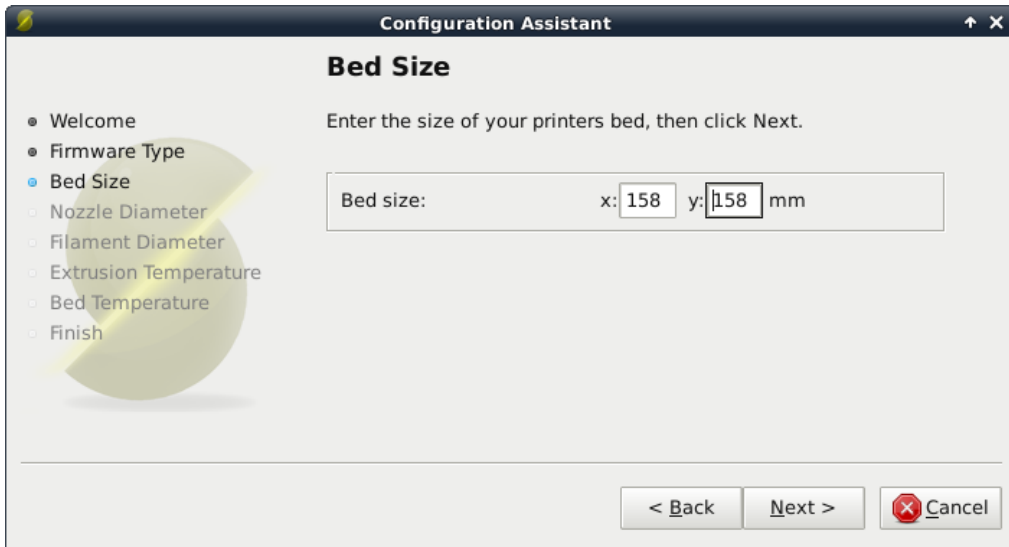 Configuration Assistant
Bed Size
Welcome
Firmware Type
Bed Size
Nozzle Diameter
Filament Diameter
Extrusion Temperature
Bed Temperature
Finish
Enter the size of your printers bed, then click Next.
Bed size: x: 158 y: 158 mm
< Back Next > Cancel